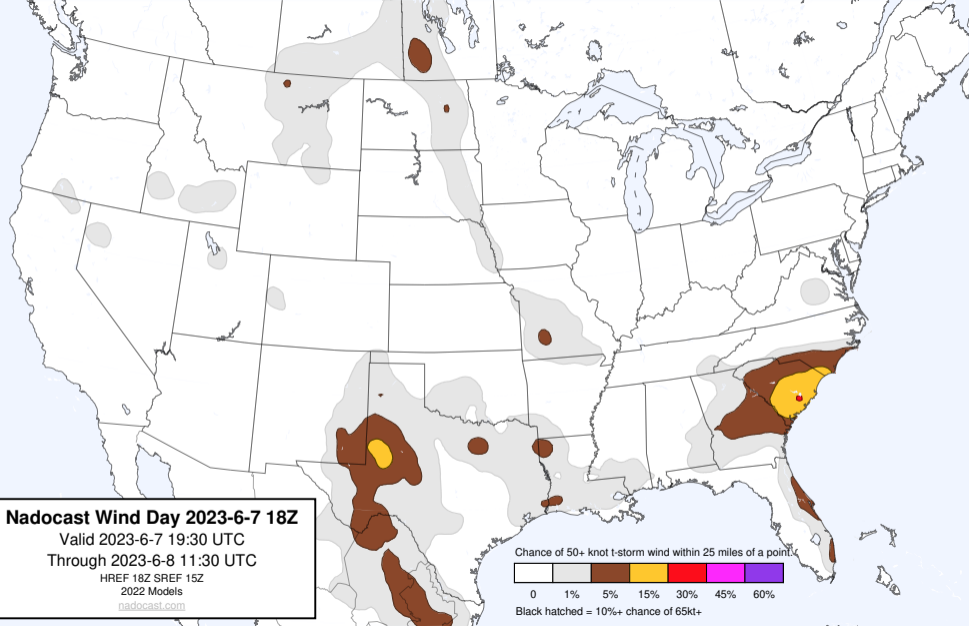 Nadocast Wind Day 2023-6-7 18Z
Valid 2023-6-7 19:30 UTC
Through 2023-6-8 11:30 UTC
HREF 18Z SREF 15Z
2022 Models
nadocast.com
Chance of 50+ knot t-storm wind within 25 miles of a point.
0 1% 5% 15% 30% 45% 60%
Black hatched = 10%+ chance of 65kt+